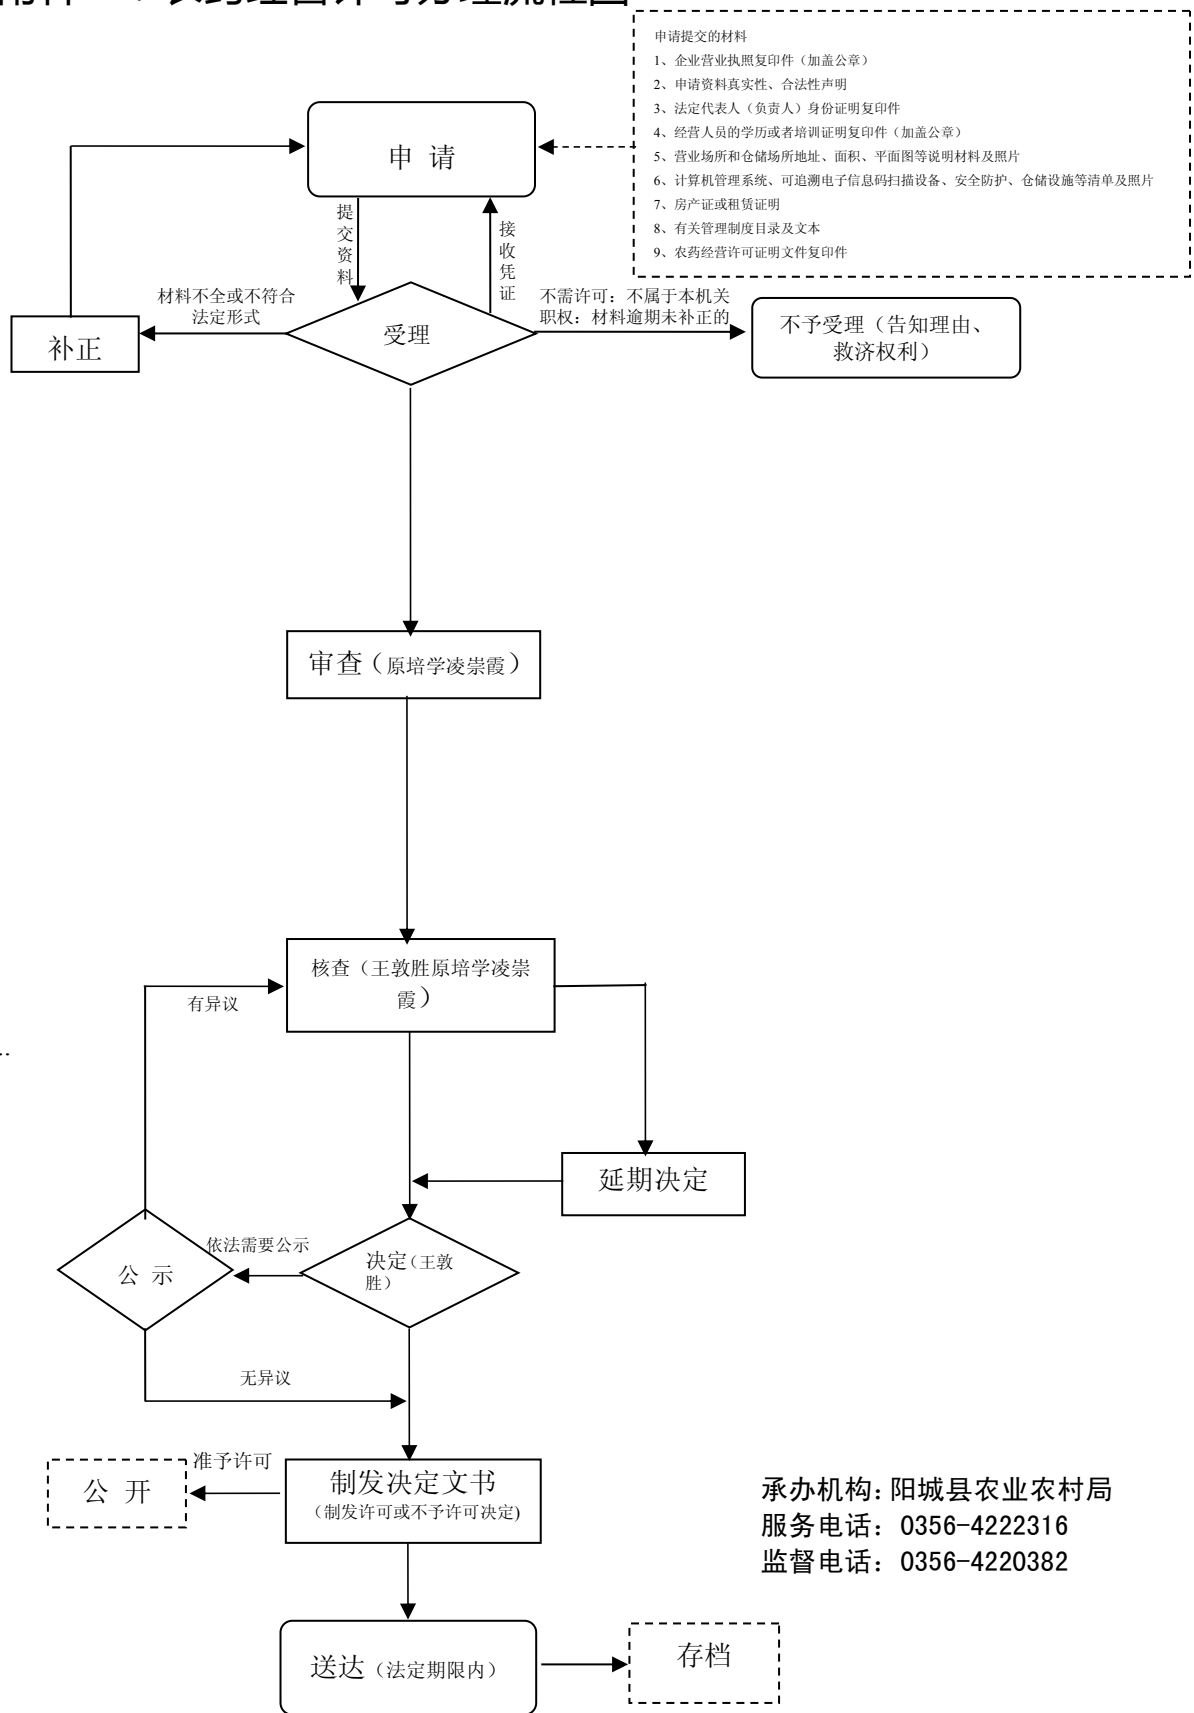 农药经营许可办理流程图
申请提交的材料
1、企业营业执照复印件（加盖公章）
2、申请资料真实性、合法性声明
3、法定代表人（负责人）身份证明复印件
4、经营人员的学历或者培训证明复印件（加盖公章）
5、营业场所和仓储场所地址、面积、平面图等说明材料及照片
6、计算机管理系统、可追溯电子信息码扫描设备、安全防护、仓储设施等清单及照片
7、房产证或租赁证明
8、有关管理制度目录及文本
9、农药经营许可证明文件复印件
申 请
提交资料
接收凭证
材料不全或不符合
法定形式
补正
受理
不需许可：不属于本机关
职权：材料逾期未补正的
不予受理（告知理由、
救济权利）
审查（原培学凌崇霞）
核查（王敦胜原培学凌崇
霞）
有异议
..
延期决定
依法需要公示
公 示
决定（王敦
胜）
无异议
准予许可
公 开
制发决定文书
（制发许可或不予许可决定)
承办机构：阳城县农业农村局
服务电话：0356-4222316
监督电话：0356-4220382
送达（法定期限内）
存档